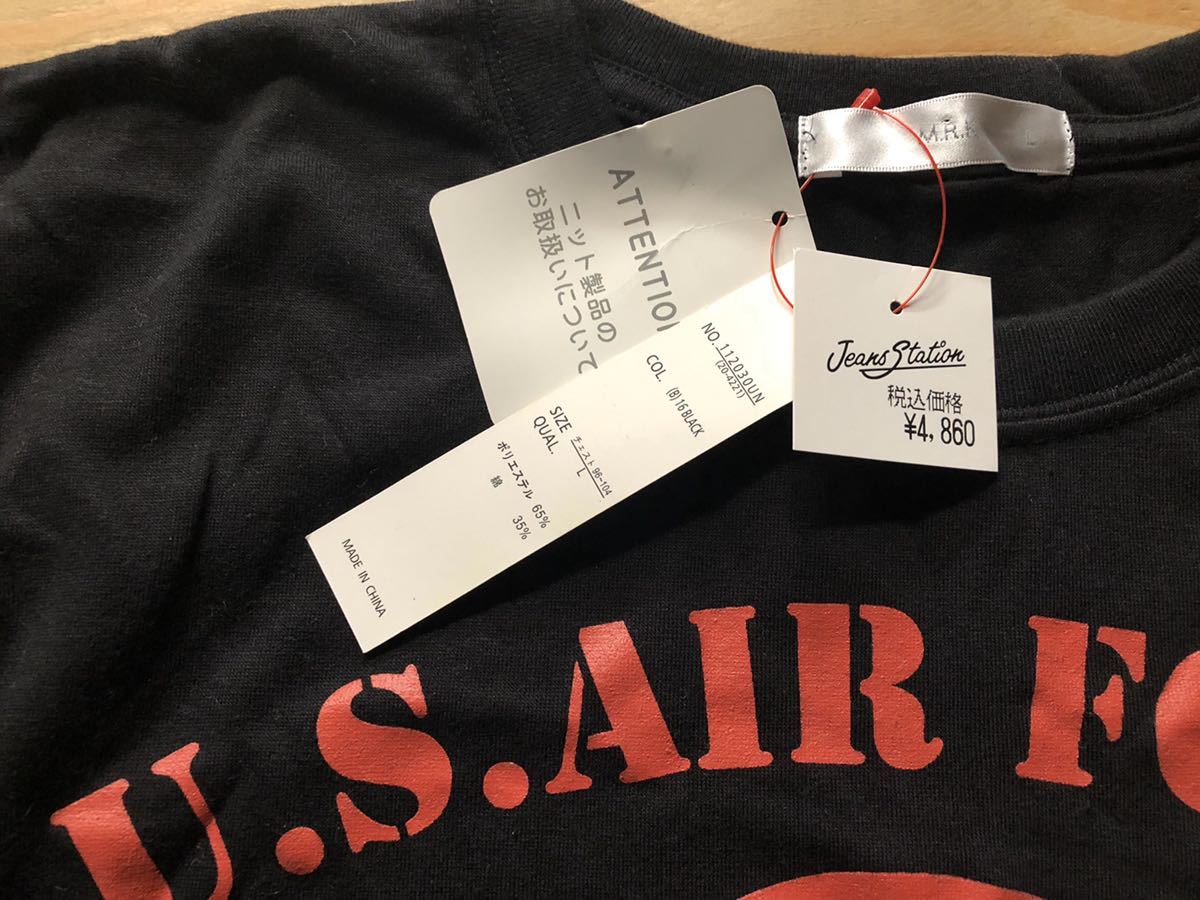 L
ATTENTIO
ニット製品の
お取扱いについて
NO. 112030UN
(20-4221)
COL. (B)16 BLACK
SIZE チェスト 96-104
L
QUAL. ポリエステル 65%
綿 35%
MADE IN CHINA
Jeans Station
税込価格
¥4,860
U.S.AIR FO